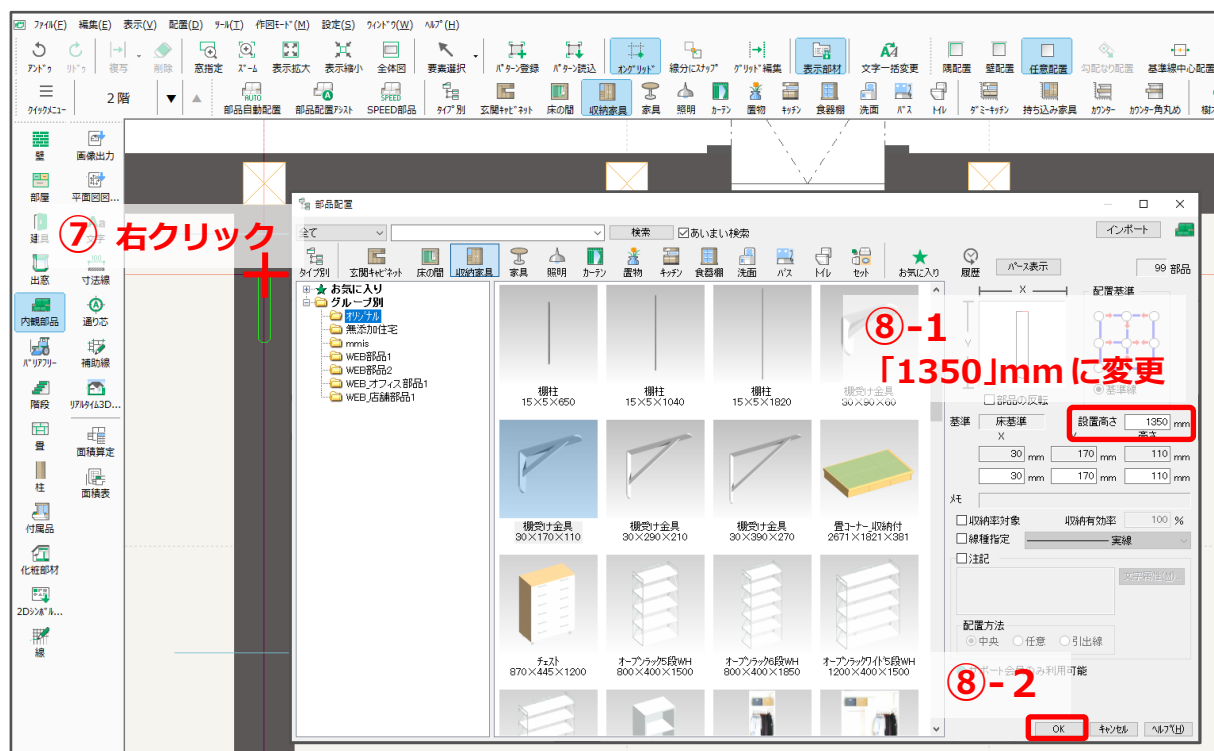 ファイル(F) 編集(E) 表示(V) 配置(D) ツール(T) 作図モード(M) 設定(S) ウィンドウ(W) ヘルプ(H)
アンドゥ リドゥ 複写 削除 窓指定 ズーム 表示拡大 表示縮小 全体図 要素選択 パターン登録 パターン読込 オングリッド 線分にスナップ グリッド編集 表示部材 文字一括変更 隅配置 壁配置 任意配置 勾配なり配置 基準線中心配
クイックメニュー 2階 ▼ ▲ 部品自動配置 部品配置アシスト SPEED部品 タイプ別 玄関キャビネット 床の間 収納家具 家具 照明 カーテン 置物 キッチン 食器棚 洗面 バス トイレ ダミーキッチン 持ち込み家具 カウンター カウンター角丸め
壁 画像出力
部屋 平面図図...
建具 文字
出窓 寸法線
内観部品 通り芯
バリアフリー 補助線
階段 リアルタイム3D...
畳 面積算定
柱 面積表
付属品
化粧部材
2Dシンボル...
線
⑦ 右クリック
部品配置
全て 検索 あいまい検索 インポート
タイプ別 玄関キャビネット 床の間 収納家具 家具 照明 カーテン 置物 キッチン 食器棚 洗面 バス トイレ セット お気に入り 履歴 パース表示 99 部品
お気に入り
グループ別
オリジナル
無添加住宅
mmis
WEB部品1
WEB部品2
WEB_オフィス部品1
WEB_店舗部品1
棚柱
15×5×650
棚柱
15×5×1040
棚柱
15×5×1820
棚受け金具
30×90×60
棚受け金具
30×170×110
棚受け金具
30×290×210
棚受け金具
30×390×270
畳コーナー_収納付
2671×1821×381
チェスト
870×445×1200
オープンラック5段WH
800×400×1500
オープンラック6段WH
800×400×1850
オープンラックワイド5段WH
1200×400×1500
X 配置基準
Y
⑧-1
「1350」mmに変更
部品の反転 基準線
基準 床基準 設置高さ 1350 mm
X Y 高さ
30 mm 170 mm 110 mm
30 mm 170 mm 110 mm
メモ
収納率対象 収納有効率 100 %
線種指定 実線
注記
文字属性(M)...
配置方法
中央 任意 引出線
サポート会員のみ利用可能
⑧-2
OK キャンセル ヘルプ(H)